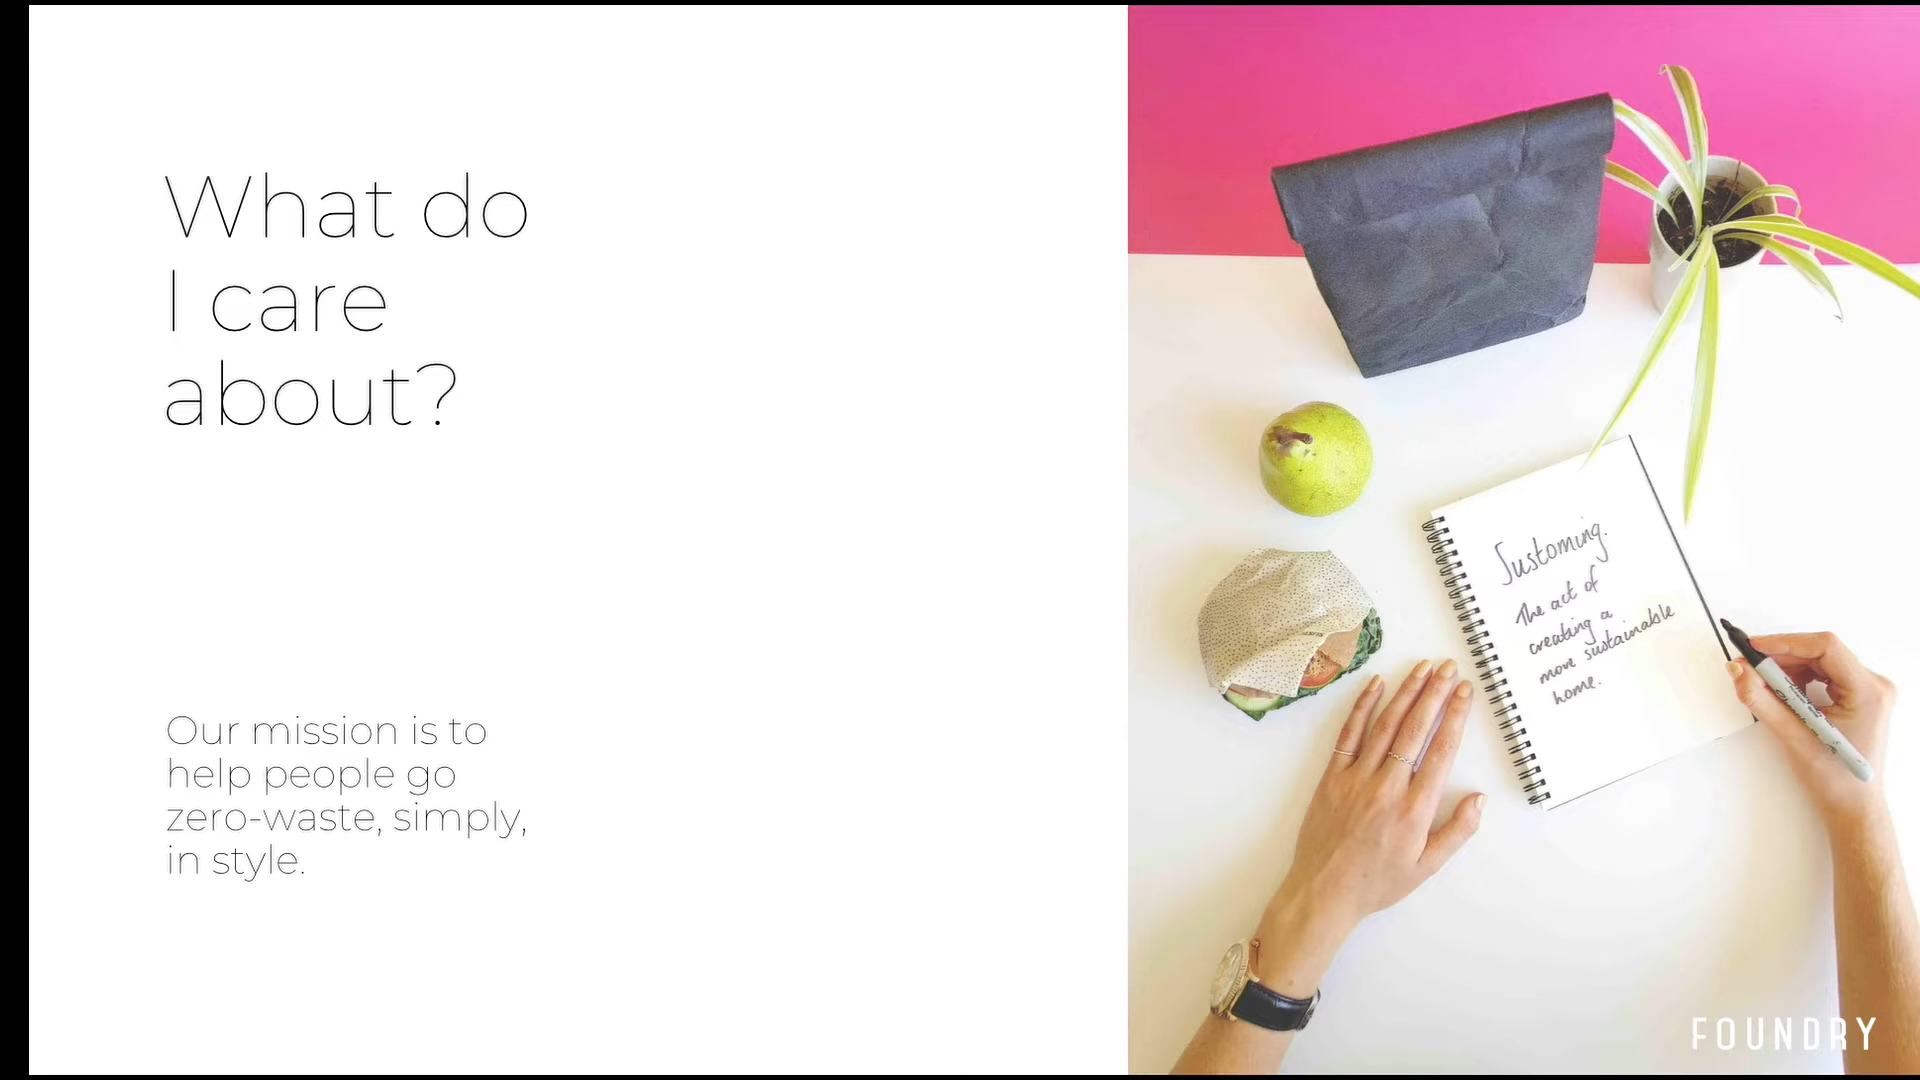 What do
I care
about?
Our mission is to
help people go
zero-waste, simply,
in style.
Sustoming.
The act of
creating a
more sustainable
home.
FOUNDRY